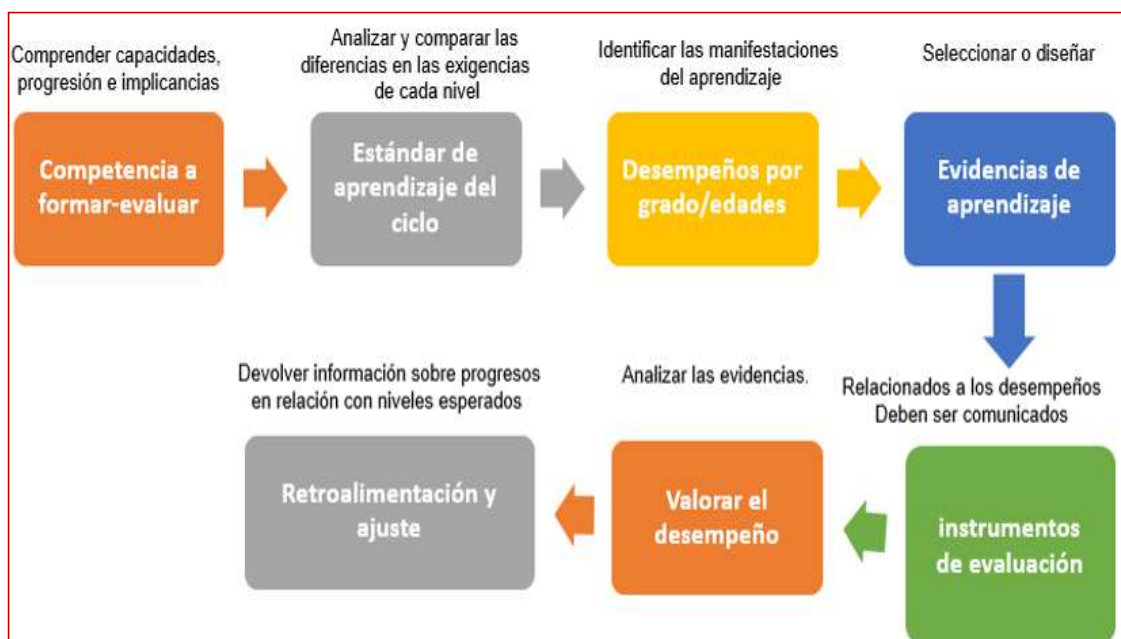 Comprender capacidades,
progresión e implicancias
Competencia a
formar-evaluar
Analizar y comparar las
diferencias en las exigencias
de cada nivel
Estándar de
aprendizaje del
ciclo
Identificar las manifestaciones
del aprendizaje
Desempeños por
grado/edades
Seleccionar o diseñar
Evidencias de
aprendizaje
Relacionados a los desempeños
Deben ser comunicados
instrumentos
de evaluación
Analizar las evidencias.
Valorar el
desempeño
Devolver información sobre progresos
en relación con niveles esperados
Retroalimentación y
ajuste